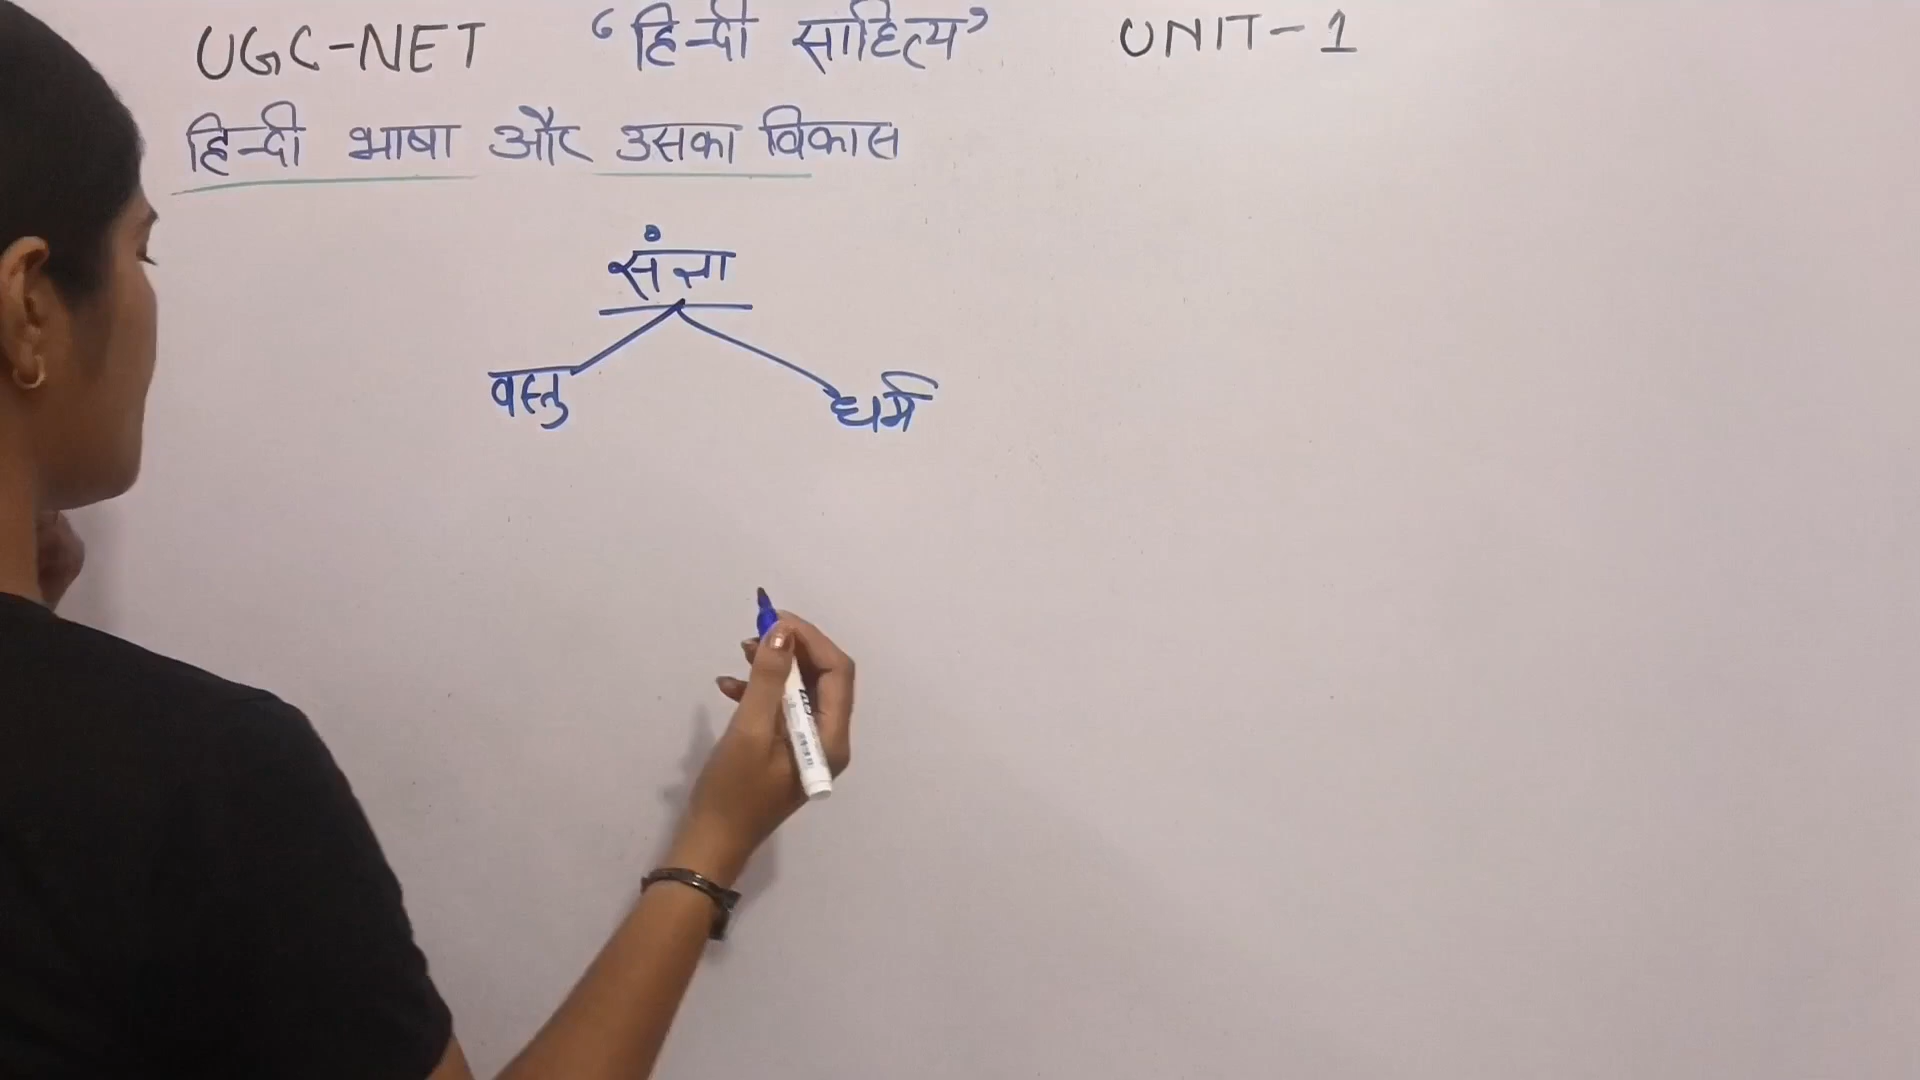 UGC-NET 'हिन्दी साहित्य' UNIT-1
हिन्दी भाषा और उसका विकास
संज्ञा
वस्तु धर्म